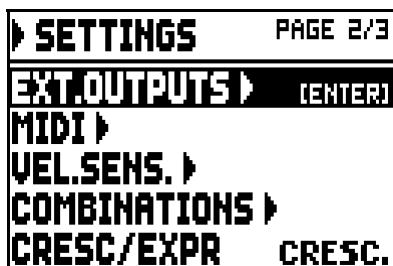 SETTINGS PAGE 2/3
EXT.OUTPUTS [ENTER]
MIDI
VEL.SENS.
COMBINATIONS
CRESC/EXPR CRESC.